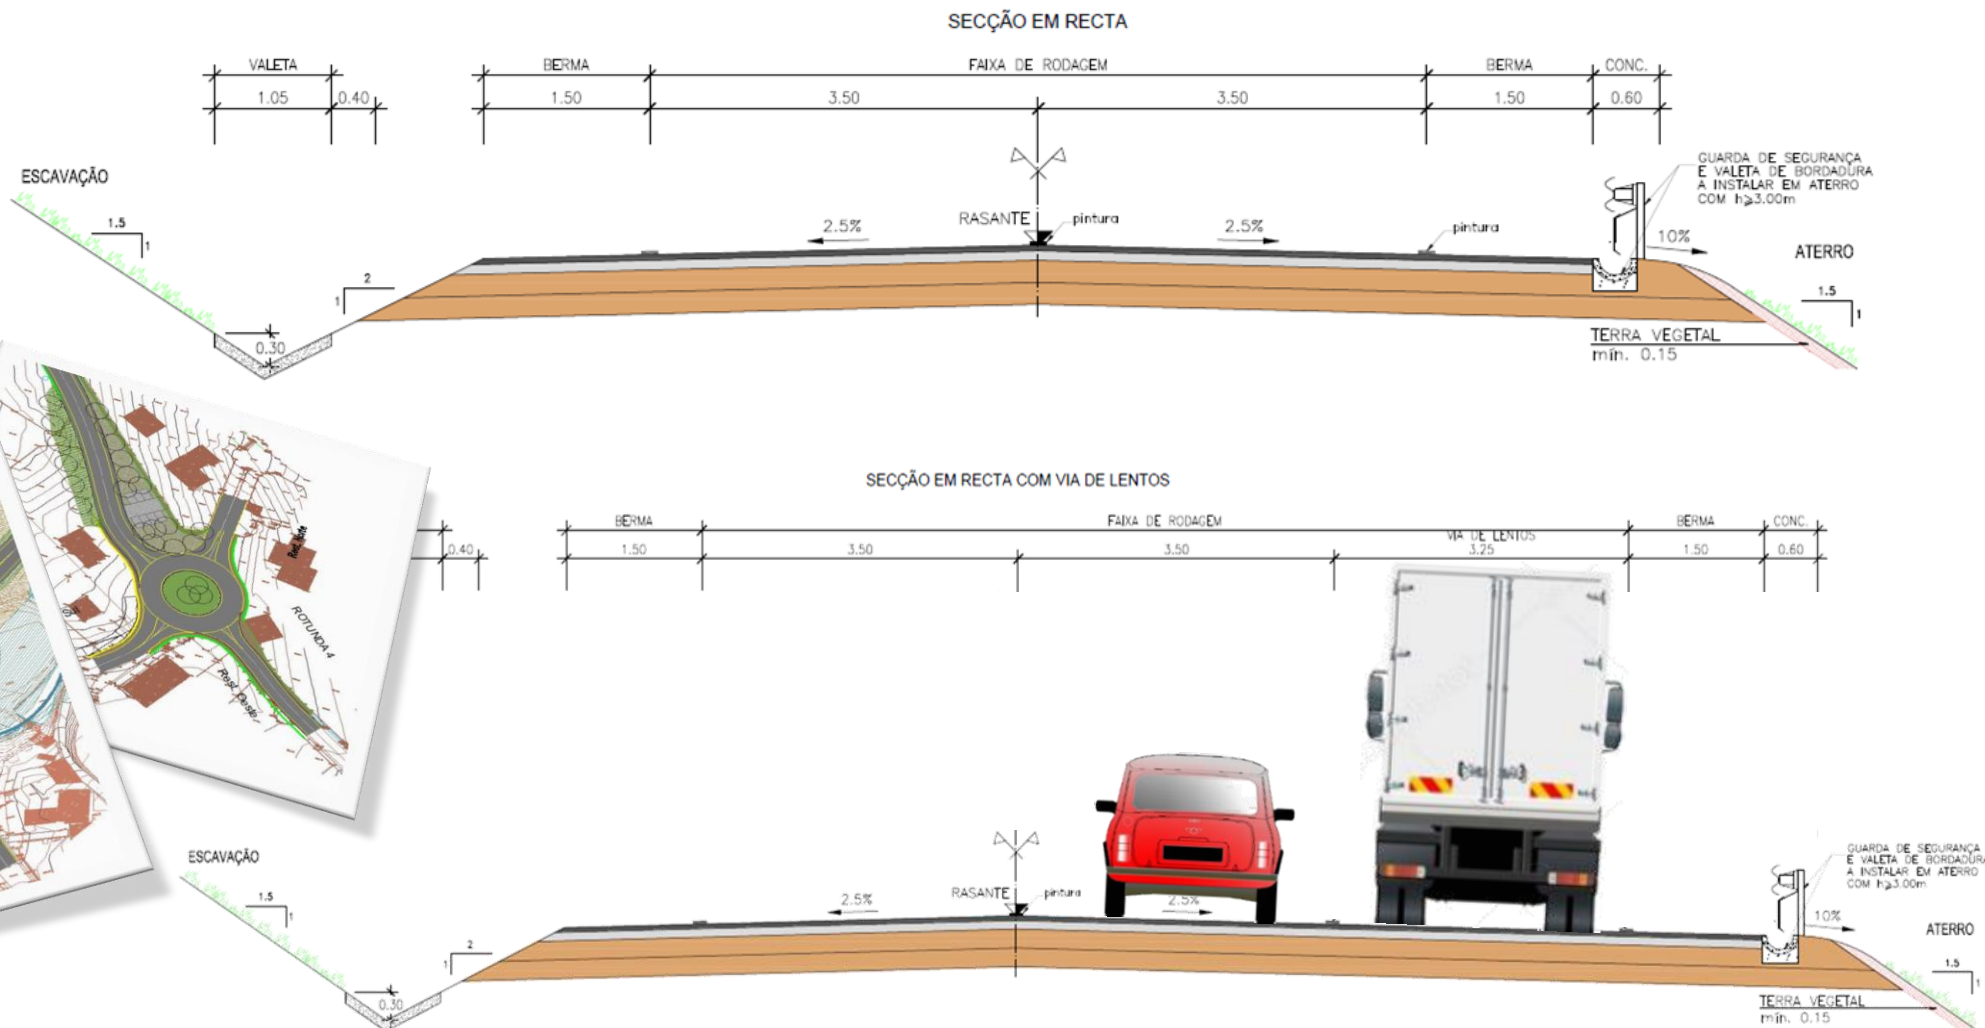 SECÇÃO EM RECTA
VALETA BERMA FAIXA DE RODAGEM BERMA CONC.
1.05 0.40 1.50 3.50 3.50 1.50 0.60
GUARDA DE SEGURANÇA
E VALETA DE BORDADURA
A INSTALAR EM ATERRO
COM h≥3.00m
ESCAVAÇÃO
1.5
1
RASANTE
pintura
2.5%
2.5%
pintura
10%
ATERRO
2
1
1.5
1
0.30
TERRA VEGETAL
mín. 0.15
SECÇÃO EM RECTA COM VIA DE LENTOS
BERMA FAIXA DE RODAGEM BERMA CONC.
VIA DE LENTOS
0.40 1.50 3.50 3.50 3.25 1.50 0.60
ROTUNDA 4
Rest. Oeste
GUARDA DE SEGURANÇA
E VALETA DE BORDADURA
A INSTALAR EM ATERRO
COM h≥3.00m
ESCAVAÇÃO
1.5
1
RASANTE
pintura
2.5%
2.5%
10%
ATERRO
2
1
1.5
1
0.30
TERRA VEGETAL
mín. 0.15